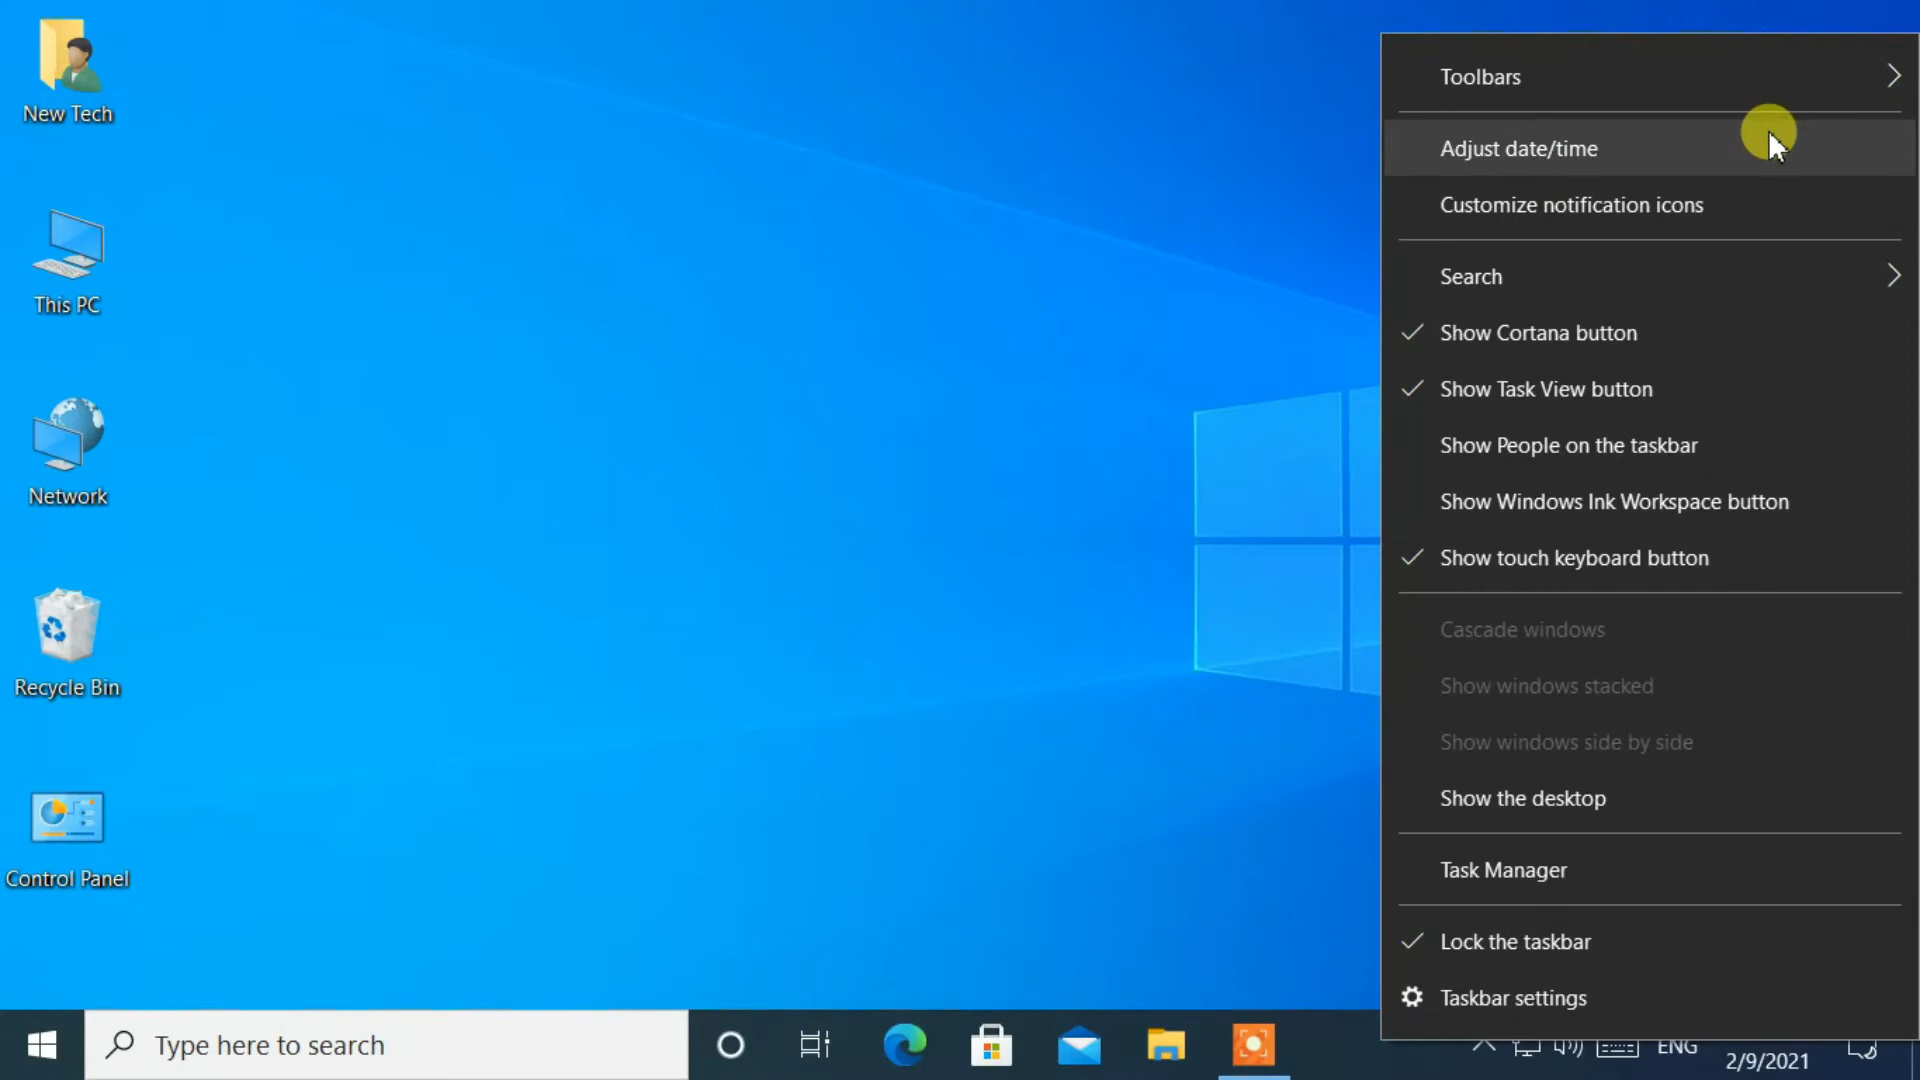 New Tech
This PC
Network
Recycle Bin
Control Panel
Toolbars
Adjust date/time
Customize notification icons
Search
Show Cortana button
Show Task View button
Show People on the taskbar
Show Windows Ink Workspace button
Show touch keyboard button
Cascade windows
Show windows stacked
Show windows side by side
Show the desktop
Task Manager
Lock the taskbar
Taskbar settings
Type here to search
ENG
2/9/2021